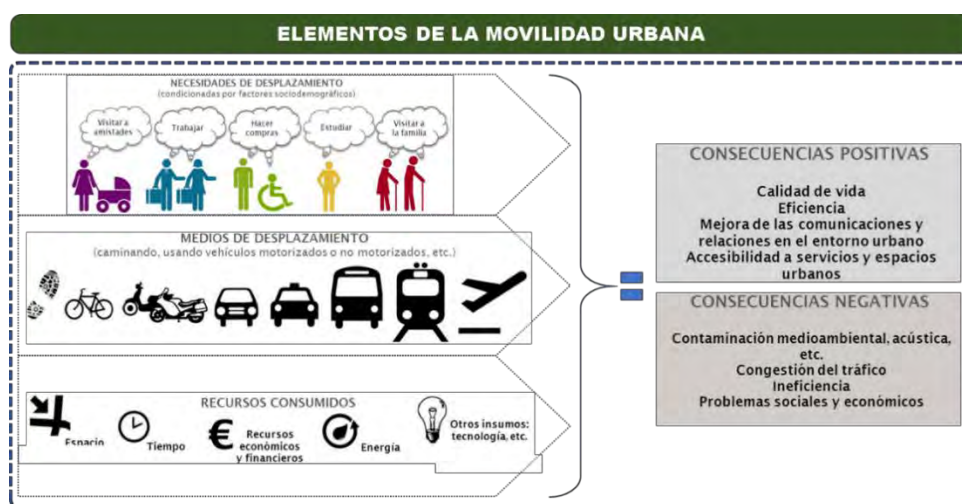 ELEMENTOS DE LA MOVILIDAD URBANA
NECESIDADES DE DESPLAZAMIENTO
(condicionadas por factores sociodemográficos)
Visitar a
amistades
Trabajar
Hacer
compras
Estudiar
Visitar a
la familia
MEDIOS DE DESPLAZAMIENTO
(caminando, usando vehículos motorizados o no motorizados, etc.)
RECURSOS CONSUMIDOS
Espacio
Tiempo
€
Recursos
económicos
y financieros
Energía
Otros insumos:
tecnología, etc.
CONSECUENCIAS POSITIVAS
Calidad de vida
Eficiencia
Mejora de las comunicaciones y
relaciones en el entorno urbano
Accesibilidad a servicios y espacios
urbanos
CONSECUENCIAS NEGATIVAS
Contaminación medioambiental, acústica,
etc.
Congestión del tráfico
Ineficiencia
Problemas sociales y económicos